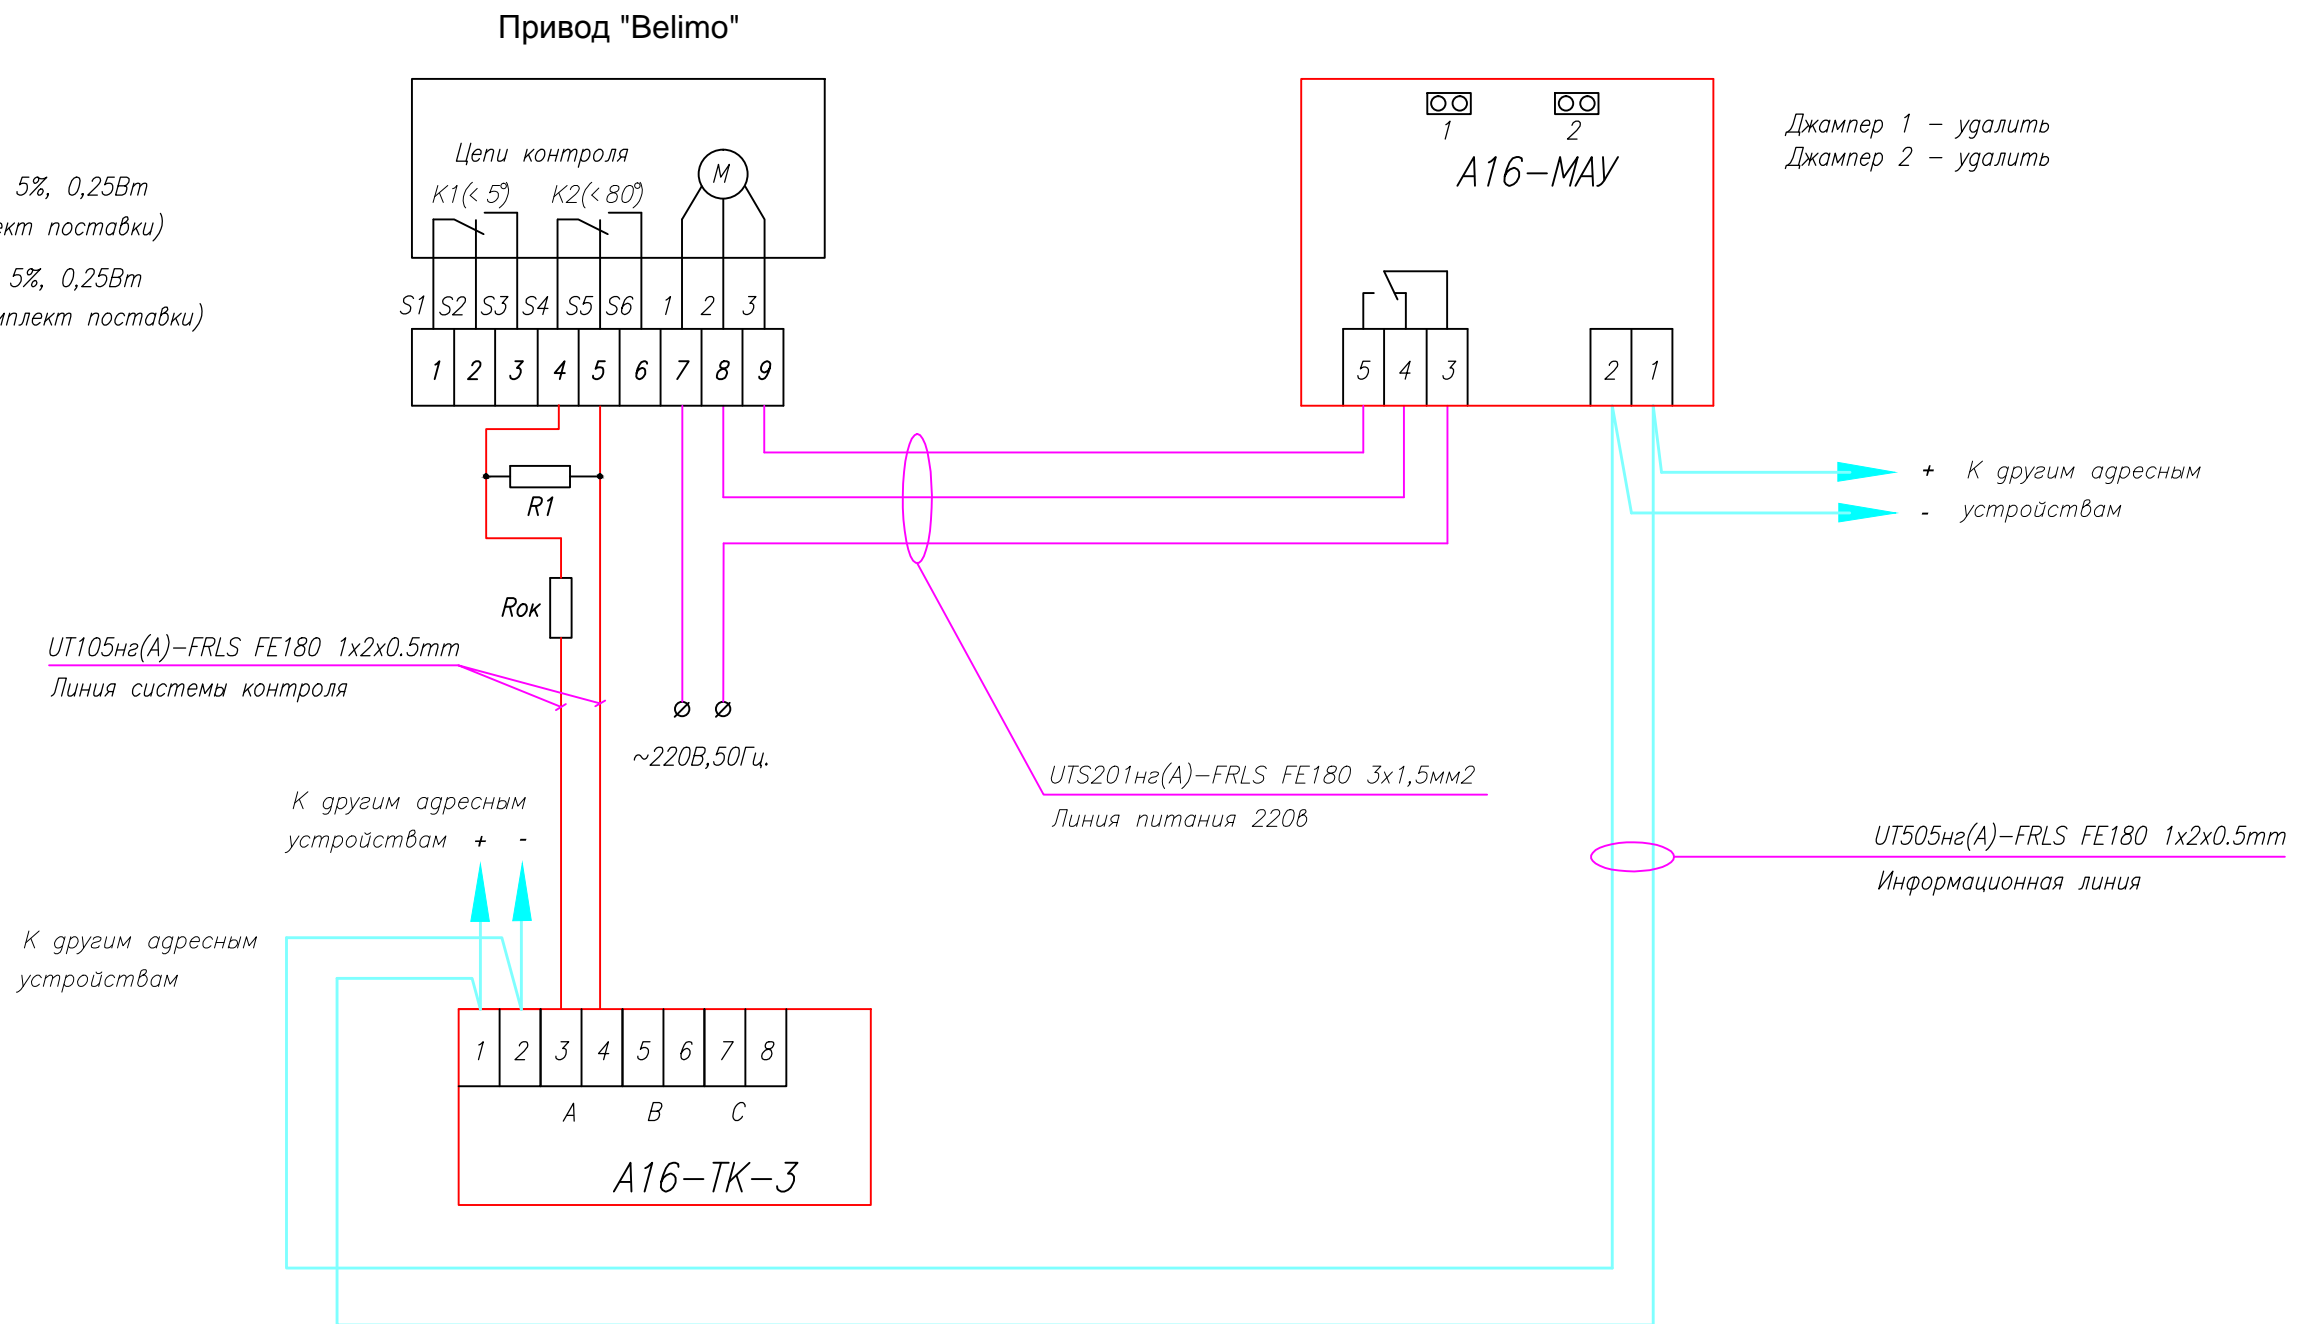 Привод "Belimo"
Цепи контроля
K1(< 5°)
K2(< 80°)
M
S1 S2 S3 S4 S5 S6 1 2 3
1 2 3 4 5 6 7 8 9
5%, 0,25Вт
поставки)
5%, 0,25Вт
поставки)
1 2
А16-МАУ
5 4 3 2 1
Джампер 1 - удалить
Джампер 2 - удалить
+ К другим адресным
- устройствам
R1
Rок
UT105нг(А)-FRLS FE180 1x2x0.5mm
Линия системы контроля
~220В,50Гц.
UTS201нг(А)-FRLS FE180 3x1,5мм2
Линия питания 220в
UT505нг(А)-FRLS FE180 1x2x0.5mm
Информационная линия
К другим адресным
устройствам + -
К другим адресным
устройствам
1 2 3 4 5 6 7 8
A B C
А16-ТК-3